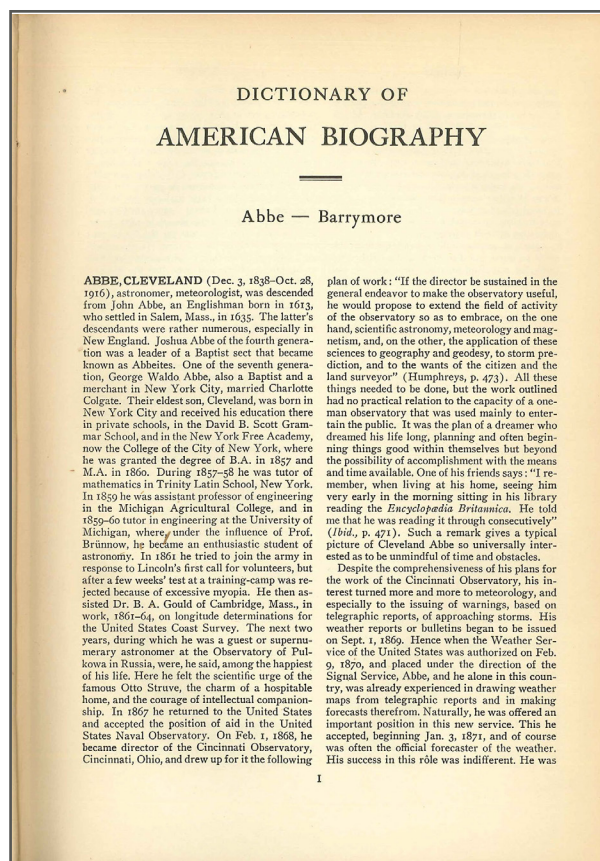 DICTIONARY OF
AMERICAN BIOGRAPHY
Abbe — Barrymore
ABBE, CLEVELAND (Dec. 3, 1838–Oct. 28,
1916), astronomer, meteorologist, was descended
from John Abbe, an Englishman born in 1613,
who settled in Salem, Mass., in 1635. The latter's
descendants were rather numerous, especially in
New England. Joshua Abbe of the fourth genera-
tion was a leader of a Baptist sect that became
known as Abbeites. One of the seventh genera-
tion, George Waldo Abbe, also a Baptist and a
merchant in New York City, married Charlotte
Colgate. Their eldest son, Cleveland, was born in
New York City and received his education there
in private schools, in the David B. Scott Gram-
mar School, and in the New York Free Academy,
now the College of the City of New York, where
he was granted the degree of B.A. in 1857 and
M.A. in 1860. During 1857–58 he was tutor of
mathematics in Trinity Latin School, New York.
In 1859 he was assistant professor of engineering
in the Michigan Agricultural College, and in
1859–60 tutor in engineering at the University of
Michigan, where, under the influence of Prof.
Brünnow, he became an enthusiastic student of
astronomy. In 1861 he tried to join the army in
response to Lincoln's first call for volunteers, but
after a few weeks' test at a training-camp was re-
jected because of excessive myopia. He then as-
sisted Dr. B. A. Gould of Cambridge, Mass., in
work, 1861–64, on longitude determinations for
the United States Coast Survey. The next two
years, during which he was a guest or supernu-
merary astronomer at the Observatory of Pul-
kowa in Russia, were, he said, among the happiest
of his life. Here he felt the scientific urge of the
famous Otto Struve, the charm of a hospitable
home, and the courage of intellectual companion-
ship. In 1867 he returned to the United States
and accepted the position of aid in the United
States Naval Observatory. On Feb. 1, 1868, he
became director of the Cincinnati Observatory,
Cincinnati, Ohio, and drew up for it the following
plan of work: "If the director be sustained in the
general endeavor to make the observatory useful,
he would propose to extend the field of activity
of the observatory so as to embrace, on the one
hand, scientific astronomy, meteorology and mag-
netism, and, on the other, the application of these
sciences to geography and geodesy, to storm pre-
diction, and to the wants of the citizen and the
land surveyor" (Humphreys, p. 473). All these
things needed to be done, but the work outlined
had no practical relation to the capacity of a one-
man observatory that was used mainly to enter-
tain the public. It was the plan of a dreamer who
dreamed his life long, planning and often begin-
ning things good within themselves but beyond
the possibility of accomplishment with the means
and time available. One of his friends says: "I re-
member, when living at his home, seeing him
very early in the morning sitting in his library
reading the Encyclopædia Britannica. He told
me that he was reading it through consecutively"
(Ibid., p. 471). Such a remark gives a typical
picture of Cleveland Abbe so universally inter-
ested as to be unmindful of time and obstacles.
Despite the comprehensiveness of his plans for
the work of the Cincinnati Observatory, his in-
terest turned more and more to meteorology, and
especially to the issuing of warnings, based on
telegraphic reports, of approaching storms. His
weather reports or bulletins began to be issued
on Sept. 1, 1869. Hence when the Weather Ser-
vice of the United States was authorized on Feb.
9, 1870, and placed under the direction of the
Signal Service, Abbe, and he alone in this coun-
try, was already experienced in drawing weather
maps from telegraphic reports and in making
forecasts therefrom. Naturally, he was offered an
important position in this new service. This he
accepted, beginning Jan. 3, 1871, and of course
was often the official forecaster of the weather.
His success in this rôle was indifferent. He was
I